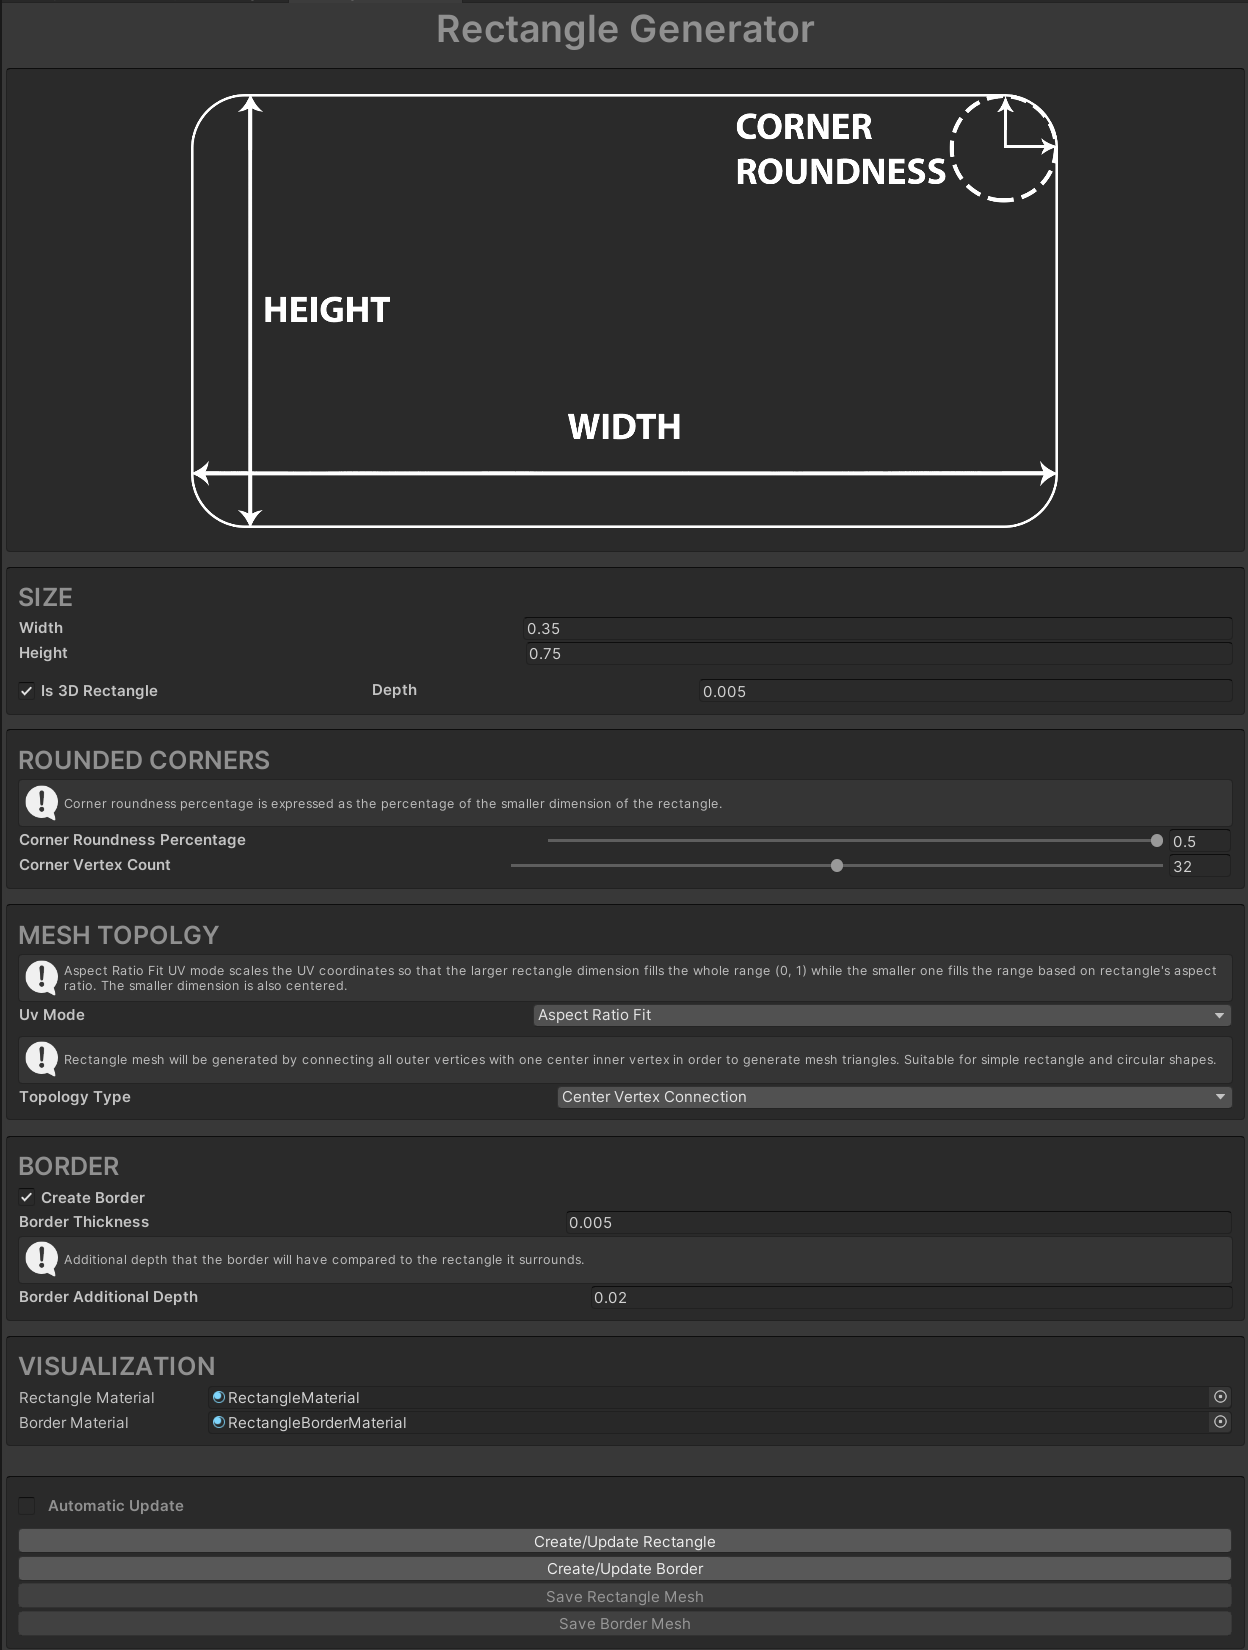 Rectangle Generator
CORNER
ROUNDNESS
HEIGHT
WIDTH
SIZE
Width 0.35
Height 0.75
Is 3D Rectangle Depth 0.005
ROUNDED CORNERS
Corner roundness percentage is expressed as the percentage of the smaller dimension of the rectangle.
Corner Roundness Percentage 0.5
Corner Vertex Count 32
MESH TOPOLGY
Aspect Ratio Fit UV mode scales the UV coordinates so that the larger rectangle dimension fills the whole range (0, 1) while the smaller one fills the range based on rectangle's aspect
ratio. The smaller dimension is also centered.
Uv Mode Aspect Ratio Fit
Rectangle mesh will be generated by connecting all outer vertices with one center inner vertex in order to generate mesh triangles. Suitable for simple rectangle and circular shapes.
Topology Type Center Vertex Connection
BORDER
Create Border
Border Thickness 0.005
Additional depth that the border will have compared to the rectangle it surrounds.
Border Additional Depth 0.02
VISUALIZATION
Rectangle Material RectangleMaterial
Border Material RectangleBorderMaterial
Automatic Update
Create/Update Rectangle
Create/Update Border
Save Rectangle Mesh
Save Border Mesh